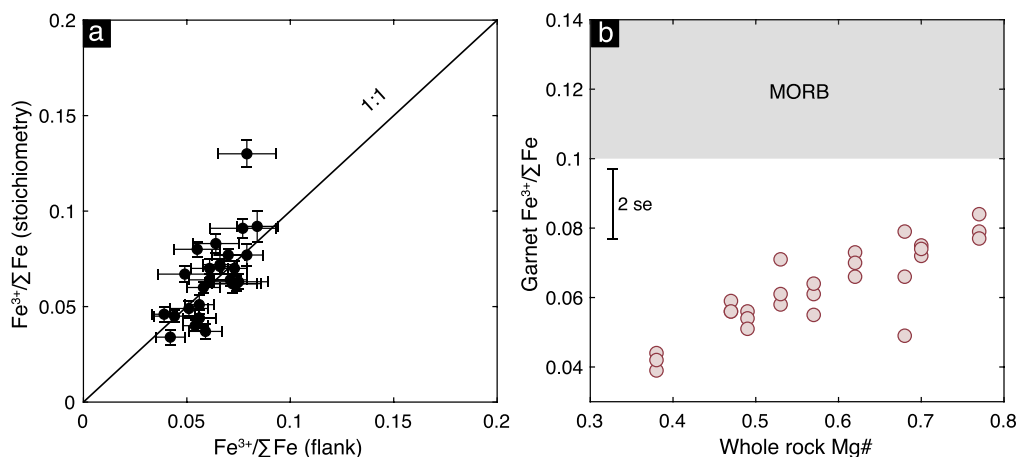 a
0.2
0.15
0.1
0.05
0
Fe³⁺/∑Fe (stoichiometry)
1:1
0
0.05
0.1
0.15
0.2
Fe³⁺/∑Fe (flank)
b
0.14
0.12
0.1
0.08
0.06
0.04
Garnet Fe³⁺/∑Fe
MORB
2 se
0.3
0.4
0.5
0.6
0.7
0.8
Whole rock Mg#